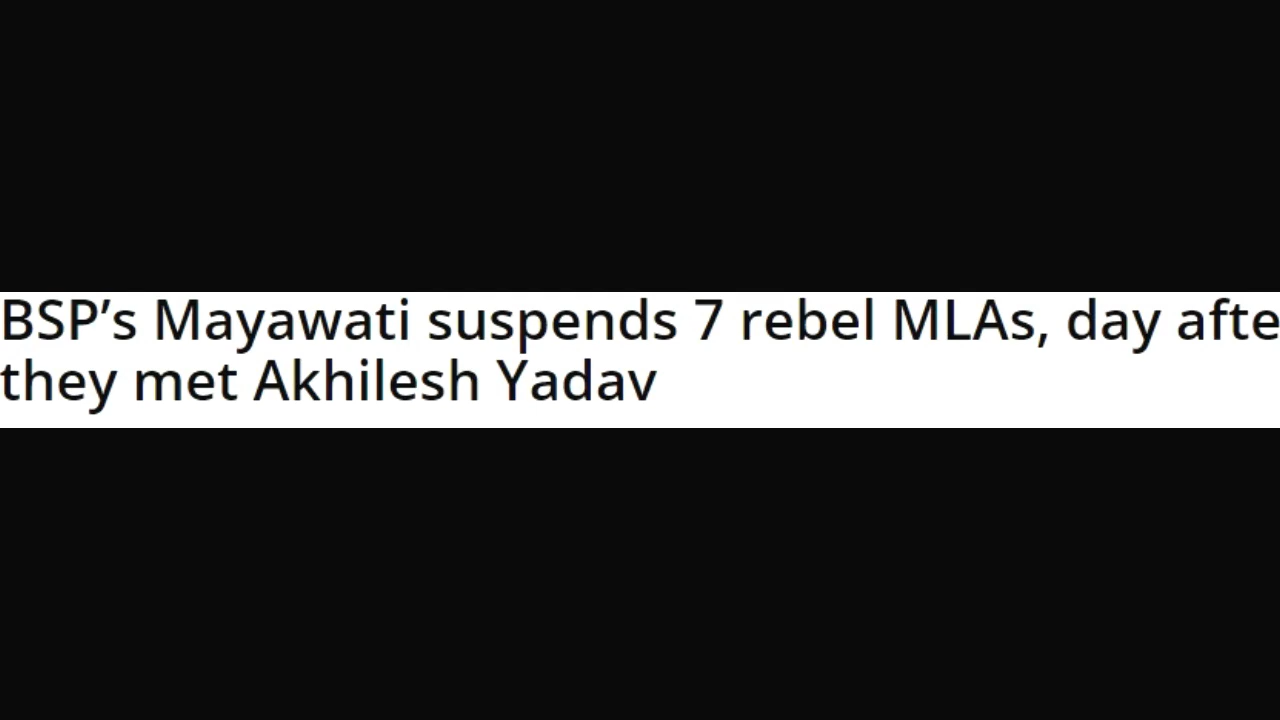 BSP’s Mayawati suspends 7 rebel MLAs, day afte
they met Akhilesh Yadav